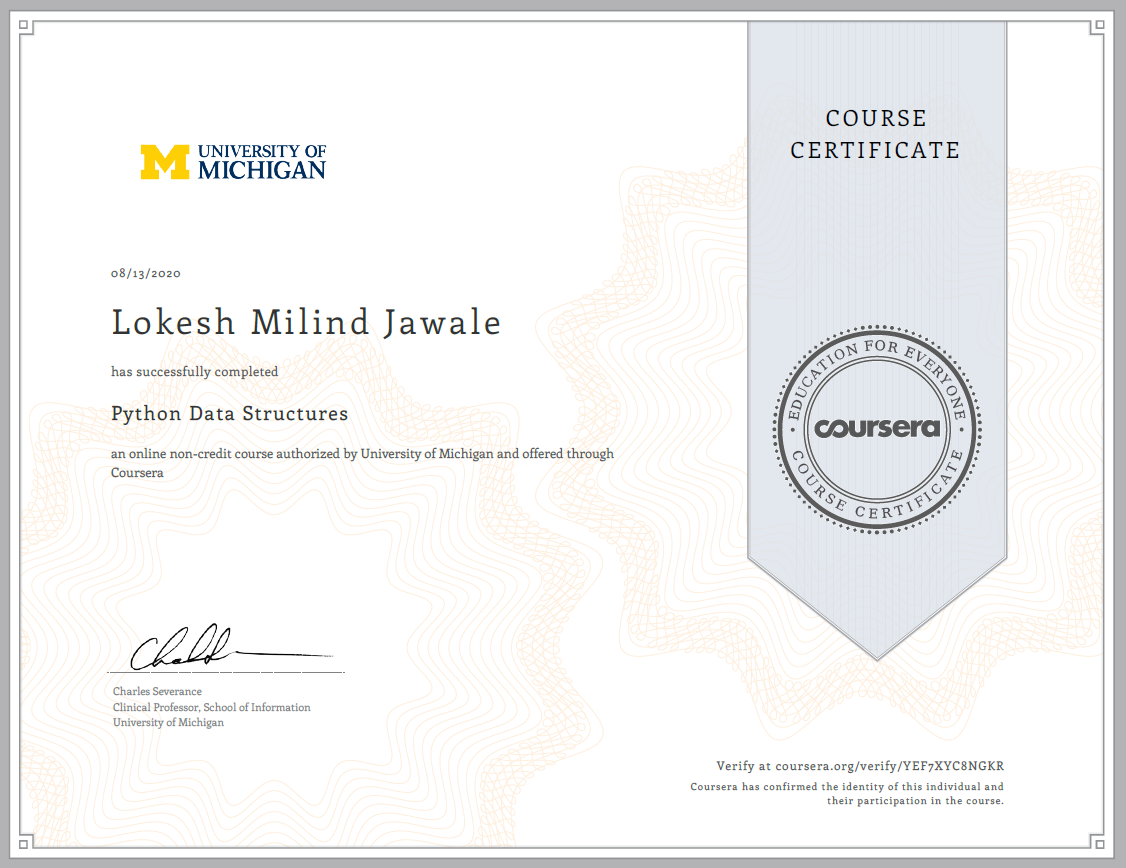 UNIVERSITY OF
MICHIGAN
COURSE
CERTIFICATE
08/13/2020
Lokesh Milind Jawale
has successfully completed
Python Data Structures
an online non-credit course authorized by University of Michigan and offered through
Coursera
EDUCATION FOR EVERYONE
coursera
COURSE CERTIFICATE
Charles Severance
Clinical Professor, School of Information
University of Michigan
Verify at coursera.org/verify/YEF7XYC8NGKR
Coursera has confirmed the identity of this individual and
their participation in the course.